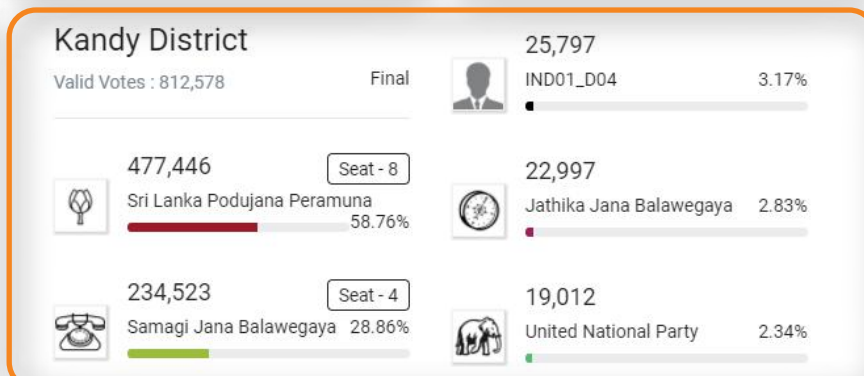 Kandy District
Valid Votes : 812,578 Final
477,446 Seat - 8
Sri Lanka Podujana Peramuna
58.76%
234,523 Seat - 4
Samagi Jana Balawegaya 28.86%
25,797
IND01_D04 3.17%
22,997
Jathika Jana Balawegaya 2.83%
19,012
United National Party 2.34%